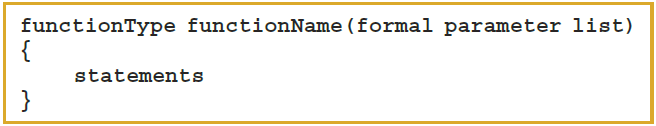 functionType functionName(formal parameter list)
{
statements
}